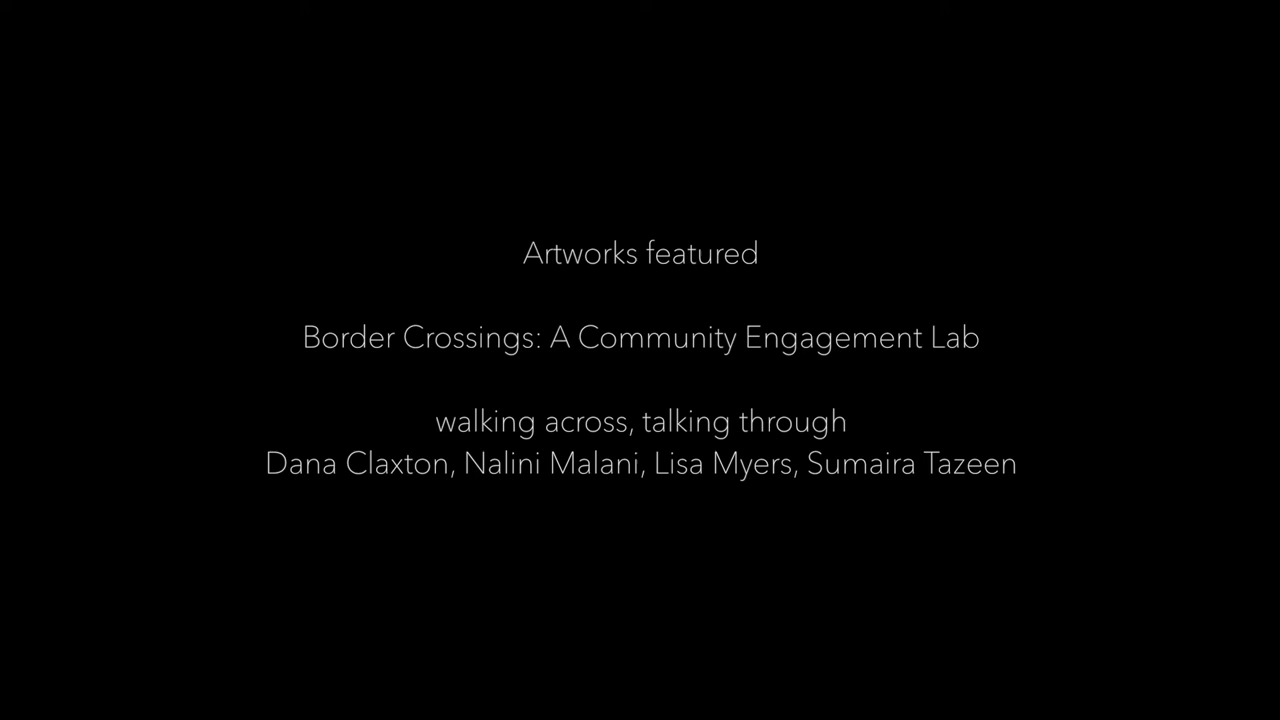 Artworks featured
Border Crossings: A Community Engagement Lab
walking across, talking through
Dana Claxton, Nalini Malani, Lisa Myers, Sumaira Tazeen